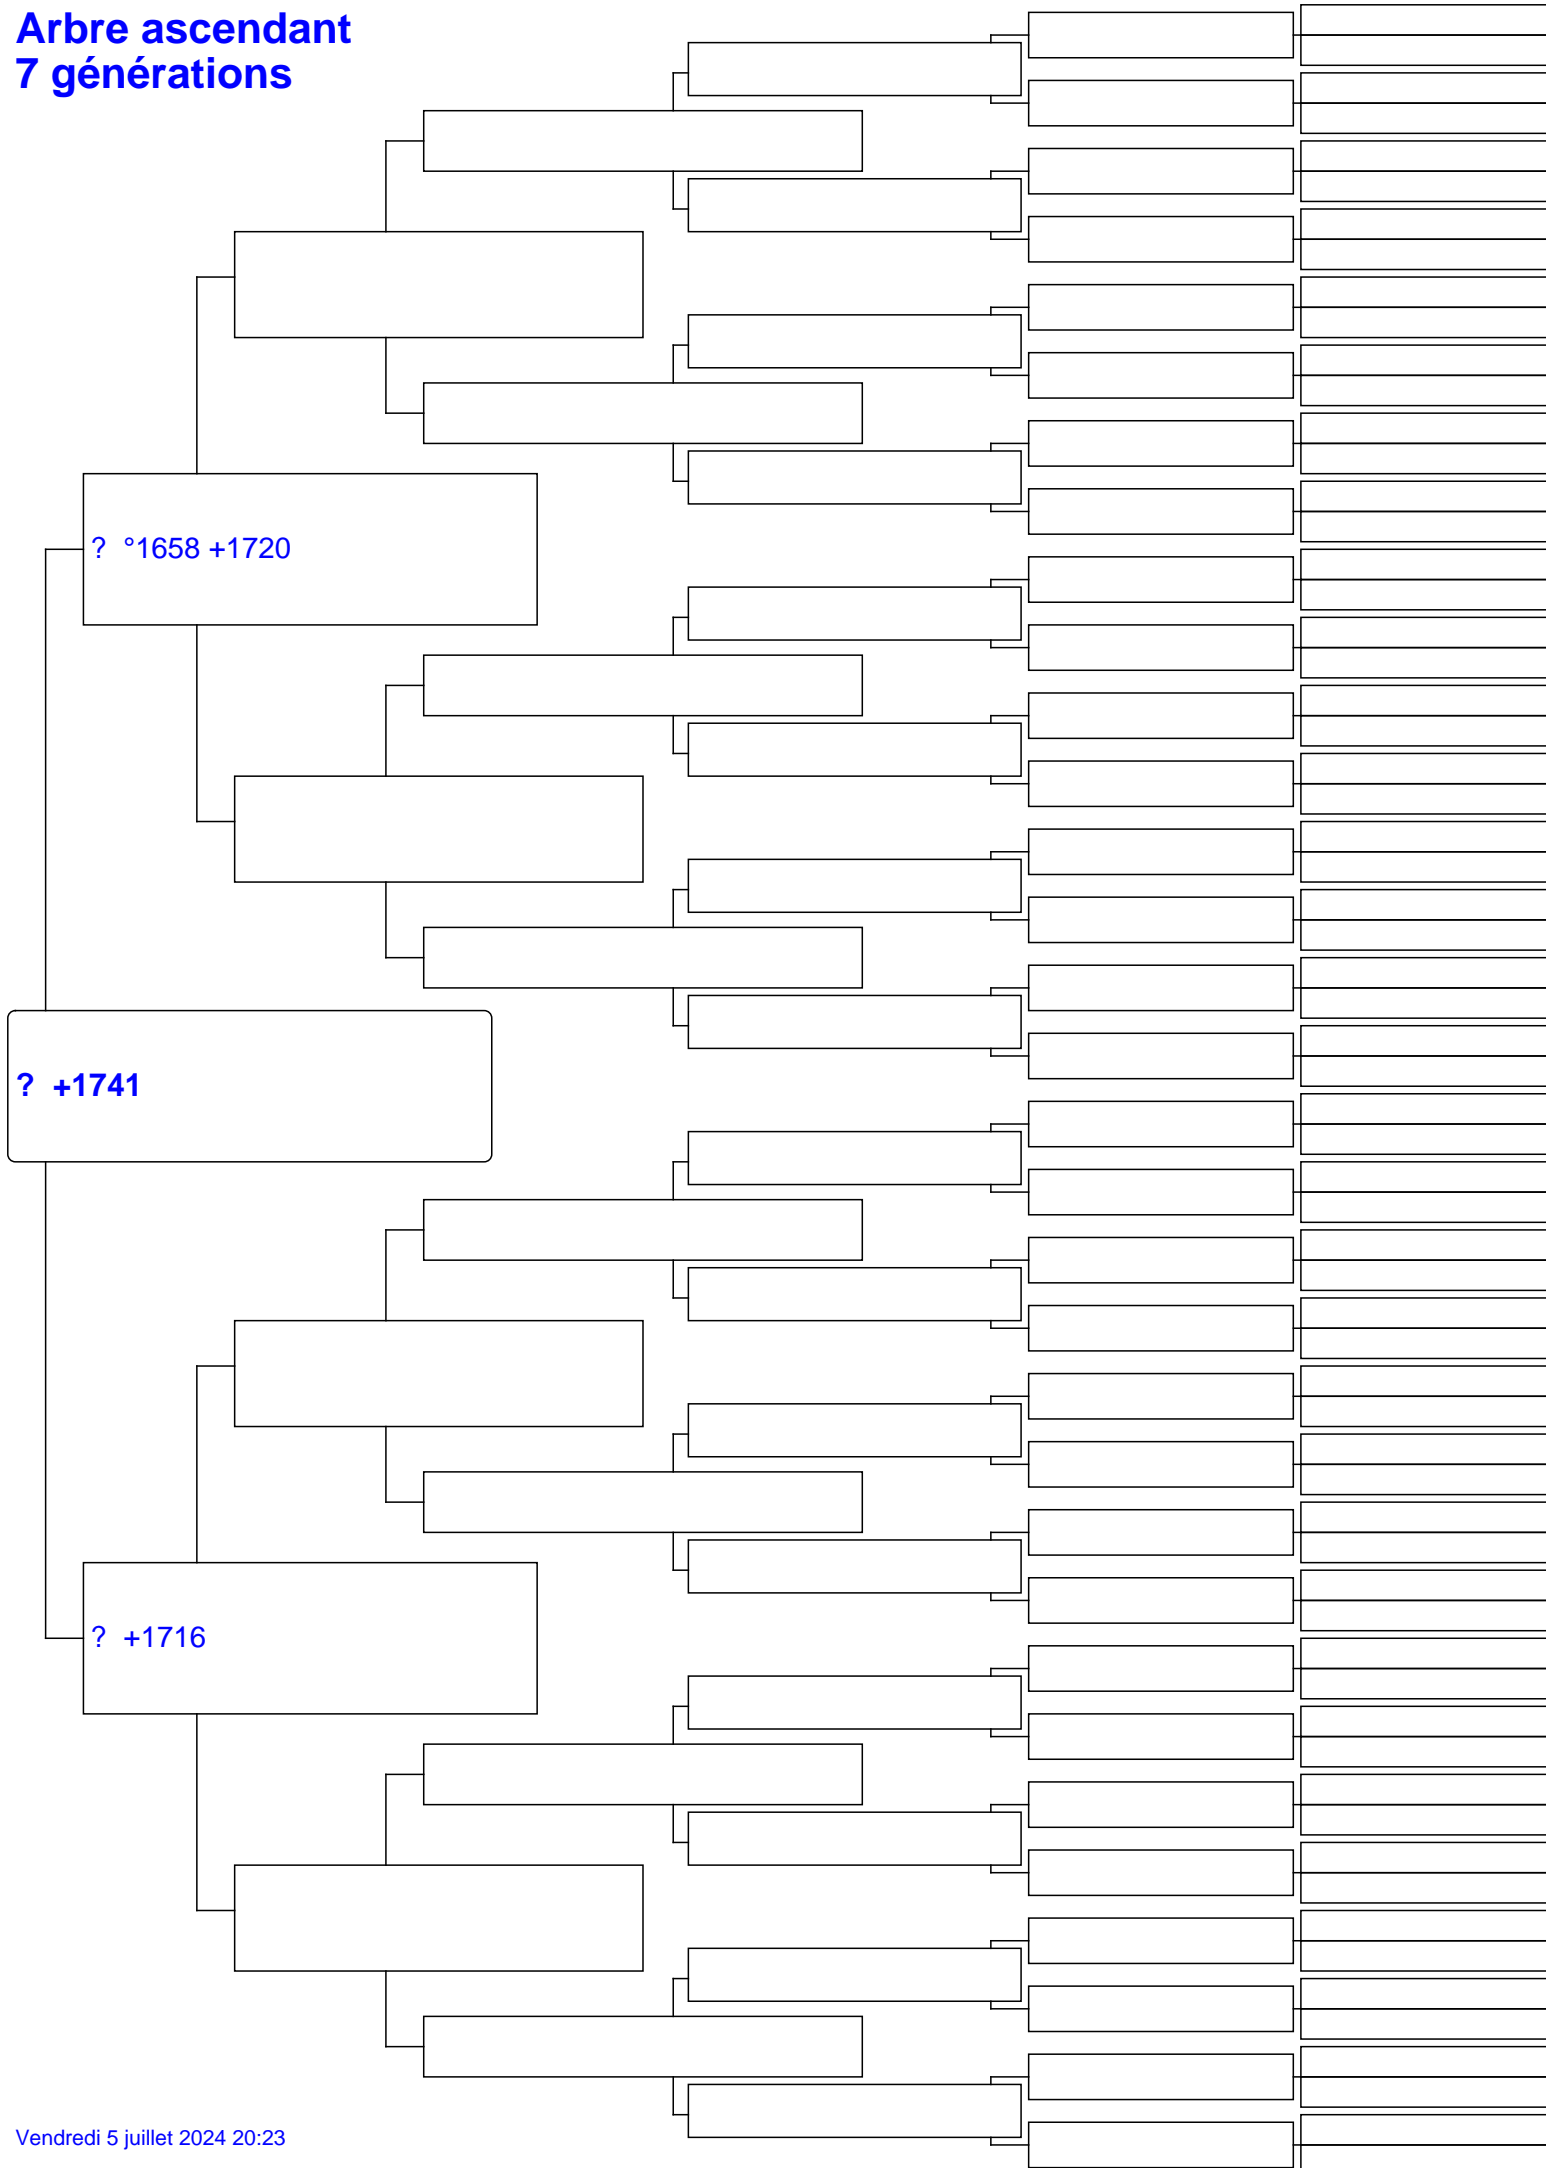 Arbre ascendant
7 générations
? °1658 +1720
? +1741
? +1716
Vendredi 5 juillet 2024 20:23